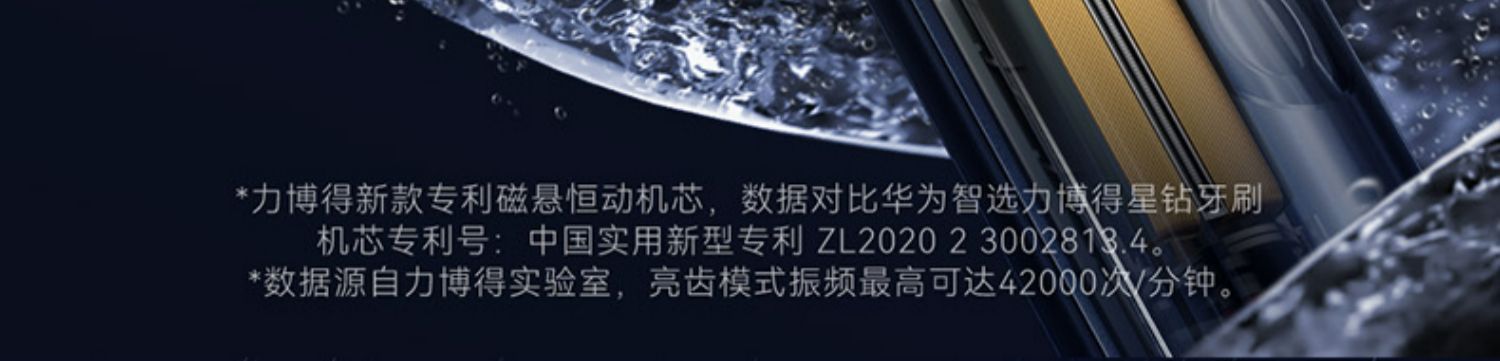 *力博得新款专利磁悬恒动机芯，数据对比华为智选力博得星钻牙刷
机芯专利号：中国实用新型专利 ZL2020 2 3002813.4。
*数据源自力博得实验室，亮齿模式振频最高可达42000次/分钟。